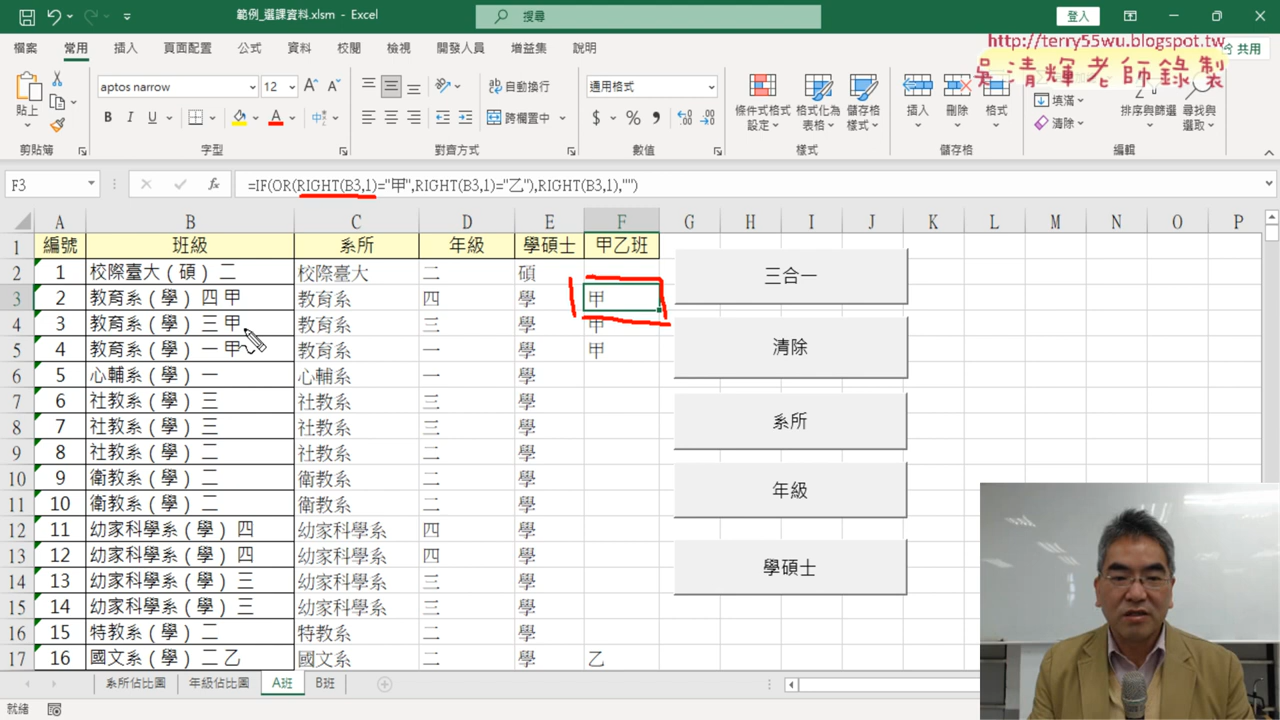 範例_選課資料.xlsm - Excel
搜尋
登入
http://terry55wu.blogspot.tw
吳清輝老師錄製
檔案 常用 插入 頁面配置 公式 資料 校閱 檢視 開發人員 增益集 說明 共用
貼上 aptos narrow 12 自動換行 通用格式 條件式格式設定 格式化為表格 儲存格樣式 插入 刪除 格式 填滿 排序與篩選 尋找與選取
B I U 跨欄置中 $ % 清除
剪貼簿 字型 對齊方式 數值 樣式 儲存格 編輯
F3 fx =IF(OR(RIGHT(B3,1)="甲",RIGHT(B3,1)="乙"),RIGHT(B3,1),"")
A B C D E F G H I J K L M N O P
1 編號 班級 系所 年級 學碩士 甲乙班
2 1 校際臺大（碩）二 校際臺大 二 碩
3 2 教育系（學）四甲 教育系 四 學 甲
4 3 教育系（學）三甲 教育系 三 學 甲
5 4 教育系（學）一甲 教育系 一 學 甲
6 5 心輔系（學）一 心輔系 一 學
7 6 社教系（學）三 社教系 三 學
8 7 社教系（學）三 社教系 三 學
9 8 社教系（學）二 社教系 二 學
10 9 衛教系（學）二 衛教系 二 學
11 10 衛教系（學）二 衛教系 二 學
12 11 幼家科學系（學）四 幼家科學系 四 學
13 12 幼家科學系（學）四 幼家科學系 四 學
14 13 幼家科學系（學）三 幼家科學系 三 學
15 14 幼家科學系（學）三 幼家科學系 三 學
16 15 特教系（學）二 特教系 二 學
17 16 國文系（學）二乙 國文系 二 學 乙
三合一
清除
系所
年級
學碩士
系所佔比圖 年級佔比圖 A班 B班
就緒